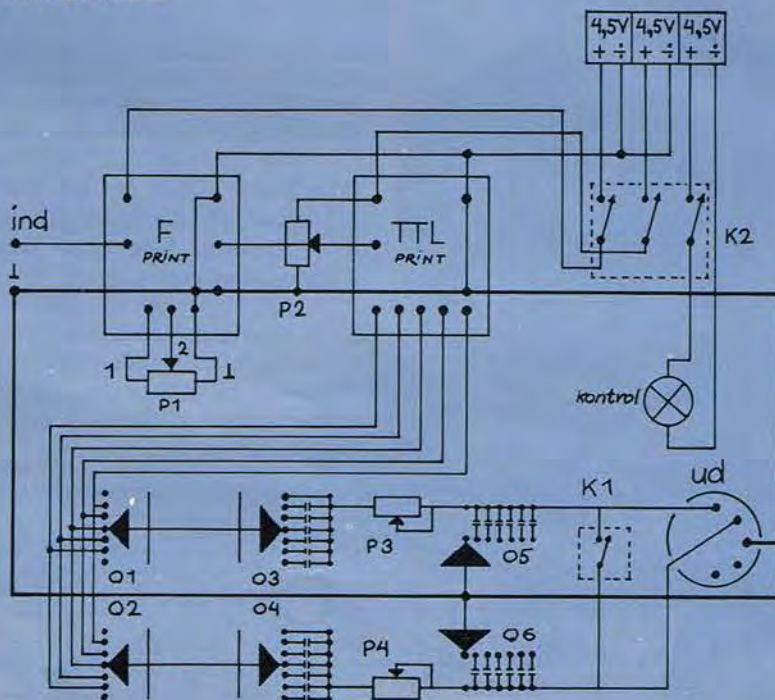 4,5V 4,5V 4,5V
+ ÷ + ÷ + ÷
ind
F
PRINT
TTL
PRINT
K2
⊥
P2
1
2
⊥
P1
kontrol
ud
K1
P3
O1
O3
O5
O2
O4
O6
P4